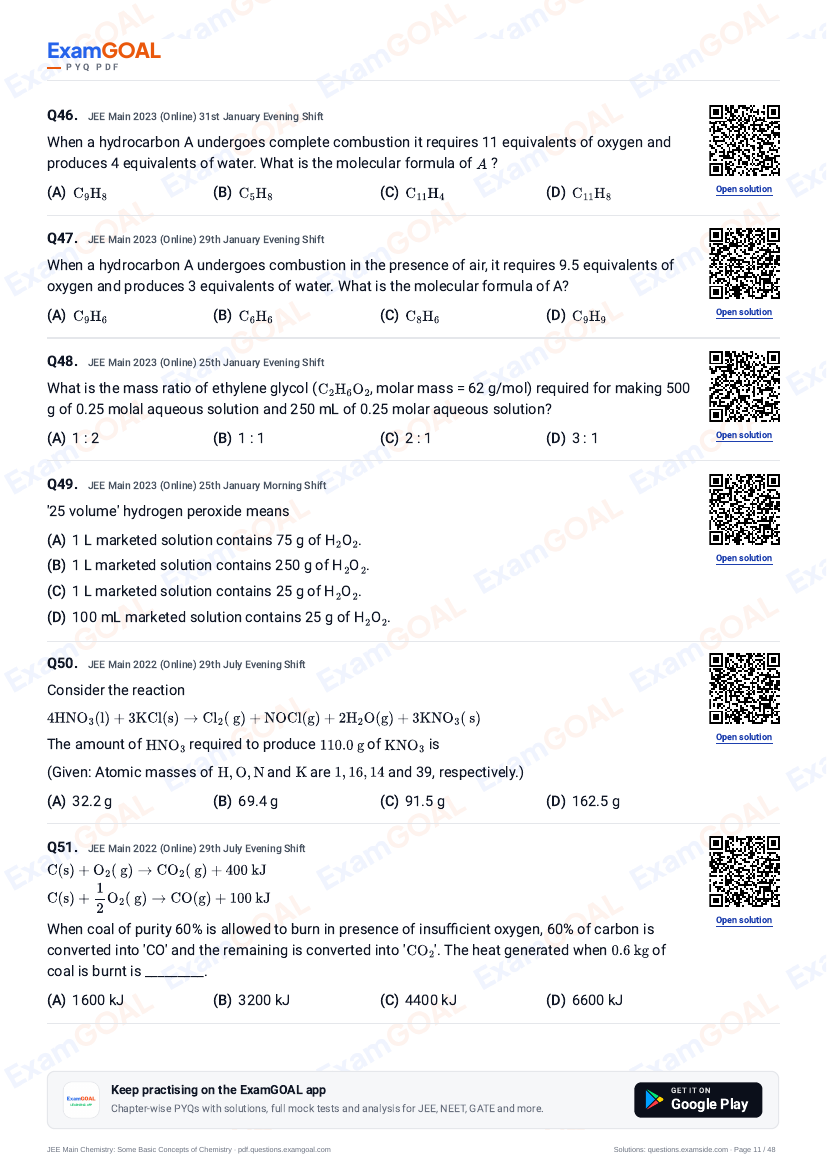 ExamGOAL
PYQ PDF
Q46. JEE Main 2023 (Online) 31st January Evening Shift
When a hydrocarbon A undergoes complete combustion it requires 11 equivalents of oxygen and
produces 4 equivalents of water. What is the molecular formula of A ?
(A) C₉H₈ (B) C₅H₈ (C) C₁₁H₄ (D) C₁₁H₈
Open solution
Q47. JEE Main 2023 (Online) 29th January Evening Shift
When a hydrocarbon A undergoes combustion in the presence of air, it requires 9.5 equivalents of
oxygen and produces 3 equivalents of water. What is the molecular formula of A?
(A) C₉H₆ (B) C₆H₆ (C) C₈H₆ (D) C₉H₉
Open solution
Q48. JEE Main 2023 (Online) 25th January Evening Shift
What is the mass ratio of ethylene glycol (C₂H₆O₂, molar mass = 62 g/mol) required for making 500
g of 0.25 molal aqueous solution and 250 mL of 0.25 molar aqueous solution?
(A) 1 : 2 (B) 1 : 1 (C) 2 : 1 (D) 3 : 1
Open solution
Q49. JEE Main 2023 (Online) 25th January Morning Shift
'25 volume' hydrogen peroxide means
(A) 1 L marketed solution contains 75 g of H₂O₂.
(B) 1 L marketed solution contains 250 g of H₂O₂.
(C) 1 L marketed solution contains 25 g of H₂O₂.
(D) 100 mL marketed solution contains 25 g of H₂O₂.
Open solution
Q50. JEE Main 2022 (Online) 29th July Evening Shift
Consider the reaction
4HNO₃(l) + 3KCl(s) → Cl₂( g) + NOCl(g) + 2H₂O(g) + 3KNO₃( s)
The amount of HNO₃ required to produce 110.0 g of KNO₃ is
(Given: Atomic masses of H, O, N and K are 1, 16, 14 and 39, respectively.)
(A) 32.2 g (B) 69.4 g (C) 91.5 g (D) 162.5 g
Open solution
Q51. JEE Main 2022 (Online) 29th July Evening Shift
C(s) + O₂( g) → CO₂( g) + 400 kJ
C(s) + 1/2 O₂( g) → CO(g) + 100 kJ
When coal of purity 60% is allowed to burn in presence of insufficient oxygen, 60% of carbon is
converted into 'CO' and the remaining is converted into 'CO₂'. The heat generated when 0.6 kg of
coal is burnt is _________.
(A) 1600 kJ (B) 3200 kJ (C) 4400 kJ (D) 6600 kJ
Open solution
Keep practising on the ExamGOAL app
Chapter-wise PYQs with solutions, full mock tests and analysis for JEE, NEET, GATE and more.
GET IT ON
Google Play
JEE Main Chemistry: Some Basic Concepts of Chemistry · pdf.questions.examgoal.com
Solutions: questions.examside.com · Page 11 / 48